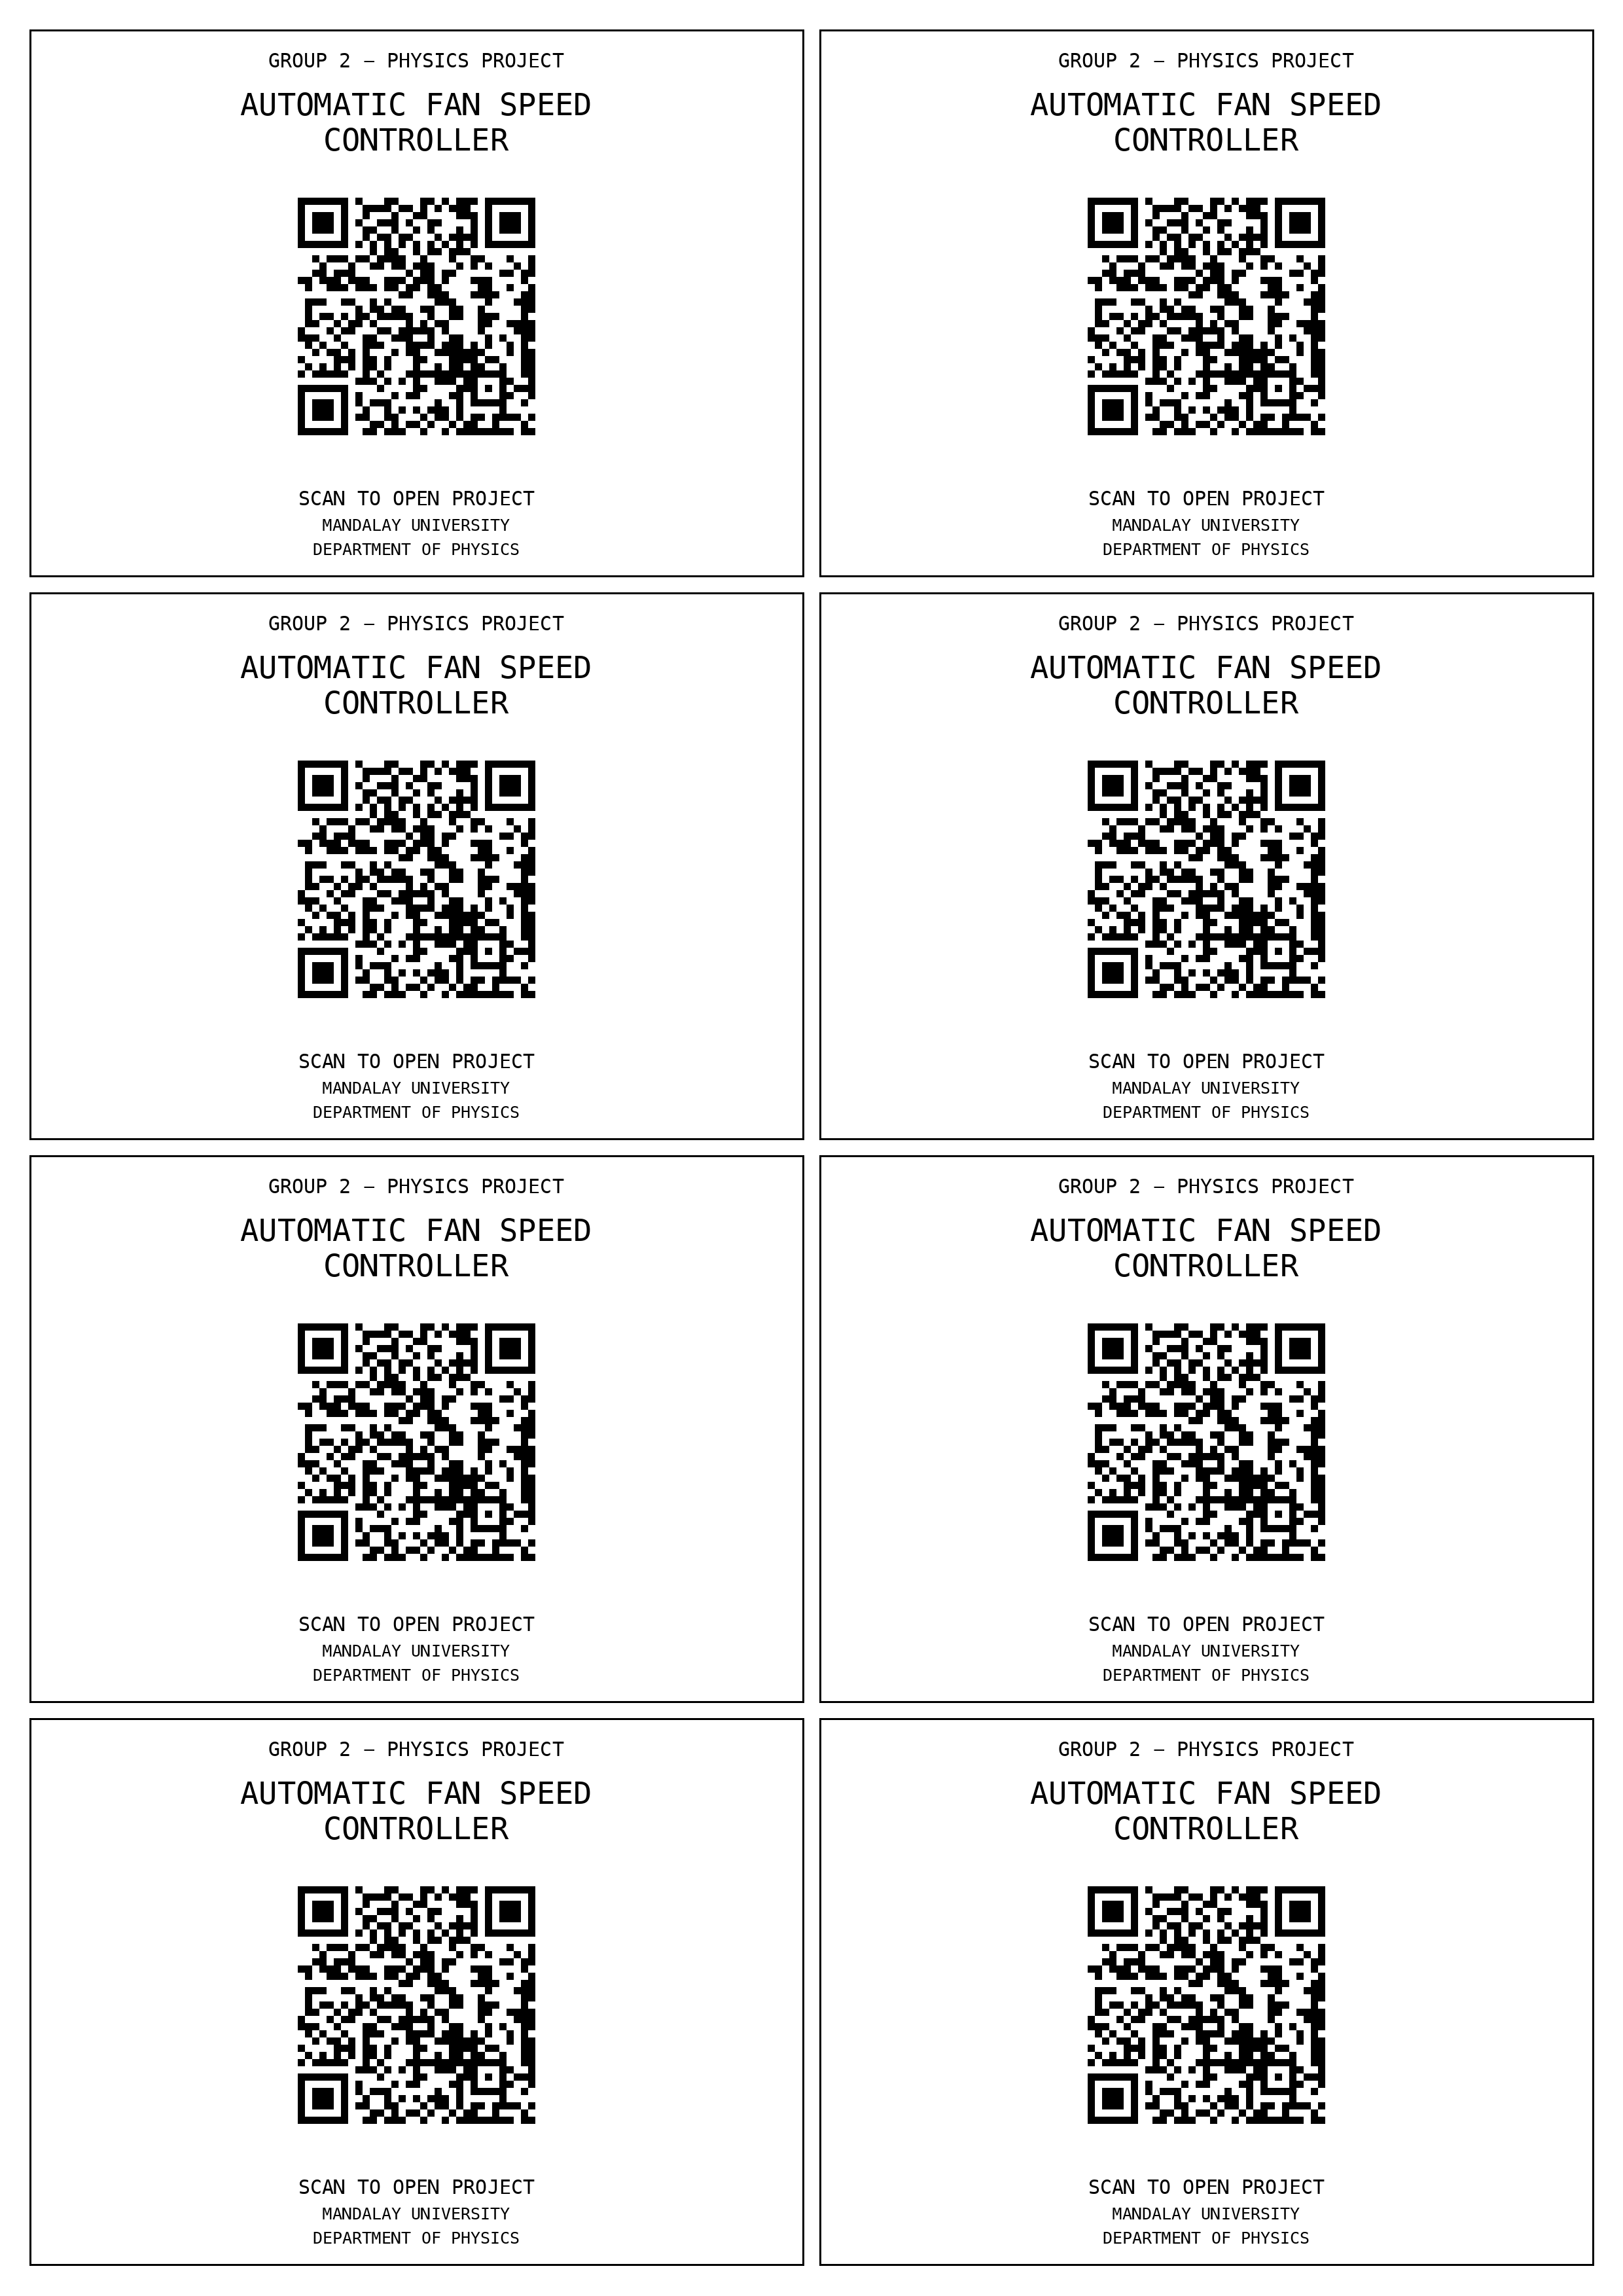 GROUP 2 – PHYSICS PROJECT
AUTOMATIC FAN SPEED
CONTROLLER
SCAN TO OPEN PROJECT
MANDALAY UNIVERSITY
DEPARTMENT OF PHYSICS
GROUP 2 – PHYSICS PROJECT
AUTOMATIC FAN SPEED
CONTROLLER
SCAN TO OPEN PROJECT
MANDALAY UNIVERSITY
DEPARTMENT OF PHYSICS
GROUP 2 – PHYSICS PROJECT
AUTOMATIC FAN SPEED
CONTROLLER
SCAN TO OPEN PROJECT
MANDALAY UNIVERSITY
DEPARTMENT OF PHYSICS
GROUP 2 – PHYSICS PROJECT
AUTOMATIC FAN SPEED
CONTROLLER
SCAN TO OPEN PROJECT
MANDALAY UNIVERSITY
DEPARTMENT OF PHYSICS
GROUP 2 – PHYSICS PROJECT
AUTOMATIC FAN SPEED
CONTROLLER
SCAN TO OPEN PROJECT
MANDALAY UNIVERSITY
DEPARTMENT OF PHYSICS
GROUP 2 – PHYSICS PROJECT
AUTOMATIC FAN SPEED
CONTROLLER
SCAN TO OPEN PROJECT
MANDALAY UNIVERSITY
DEPARTMENT OF PHYSICS
GROUP 2 – PHYSICS PROJECT
AUTOMATIC FAN SPEED
CONTROLLER
SCAN TO OPEN PROJECT
MANDALAY UNIVERSITY
DEPARTMENT OF PHYSICS
GROUP 2 – PHYSICS PROJECT
AUTOMATIC FAN SPEED
CONTROLLER
SCAN TO OPEN PROJECT
MANDALAY UNIVERSITY
DEPARTMENT OF PHYSICS